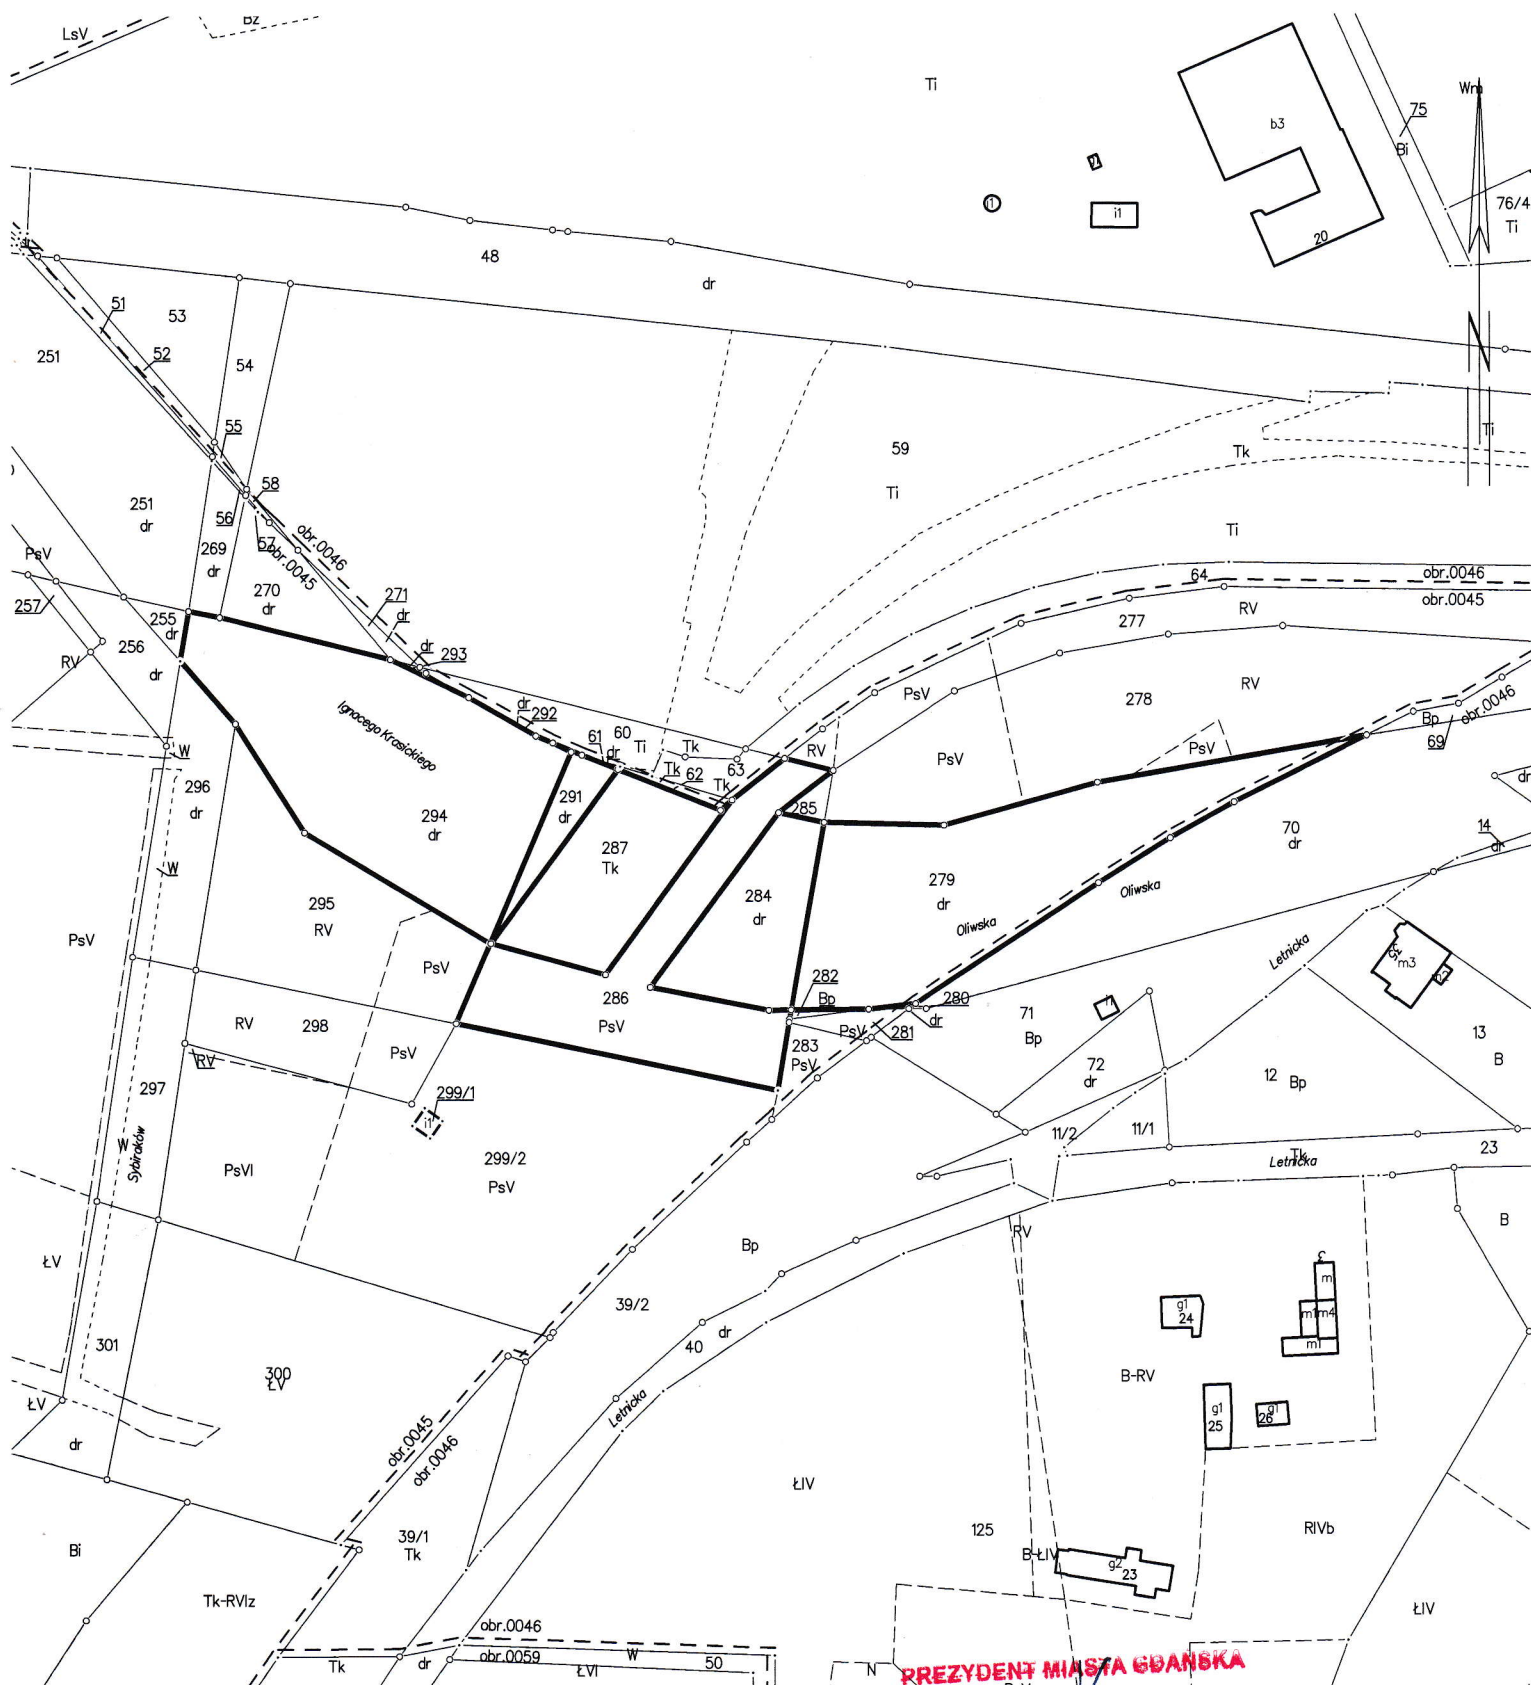 LsV
Bz
Ti
Wm
75
b3
Bi
76/4
i1
i1
Ti
20
48
dr
51
53
52
251
54
55
59
Ti
Tk
Ti
58
251
dr
56
57
obr.0046
obr.0045
Ti
269
dr
PsV
270
dr
271
dr
64
obr.0046
obr.0045
RV
257
255
dr
277
256
dr
RV
dr
293
PsV
278
RV
Ignacego Krasickiego
dr
292
60
Ti
Bp
obr.0046
69
W
61
dr
Tk
RV
PsV
PsV
63
Tk
62
Tk
296
dr
291
dr
285
294
dr
287
Tk
70
dr
14
dr
dr
W
279
dr
Oliwska
284
dr
295
RV
Oliwska
PsV
Letnicka
35
m3
m2
PsV
282
Bp
286
PsV
280
dr
71
Bp
281
PsV
RV
298
PsV
283
PsV
13
B
RV
72
dr
12
Bp
297
299/1
i1
11/2
11/1
W
Sybiraków
299/2
PsV
PsVI
Tk
Letnicka
23
RV
B
Bp
ŁV
3
m
39/2
g1
24
m1
m4
m1
301
dr
40
300
ŁV
B-RV
ŁV
Letnicka
g1
25
g1
26
dr
obr.0045
obr.0046
ŁIV
125
RIVb
39/1
Tk
Bi
B-ŁIV
g2
23
Tk-RVIz
ŁIV
obr.0046
obr.0059
Tk
dr
ŁVI
W
50
N
PREZYDENT MIASTA GDAŃSKA